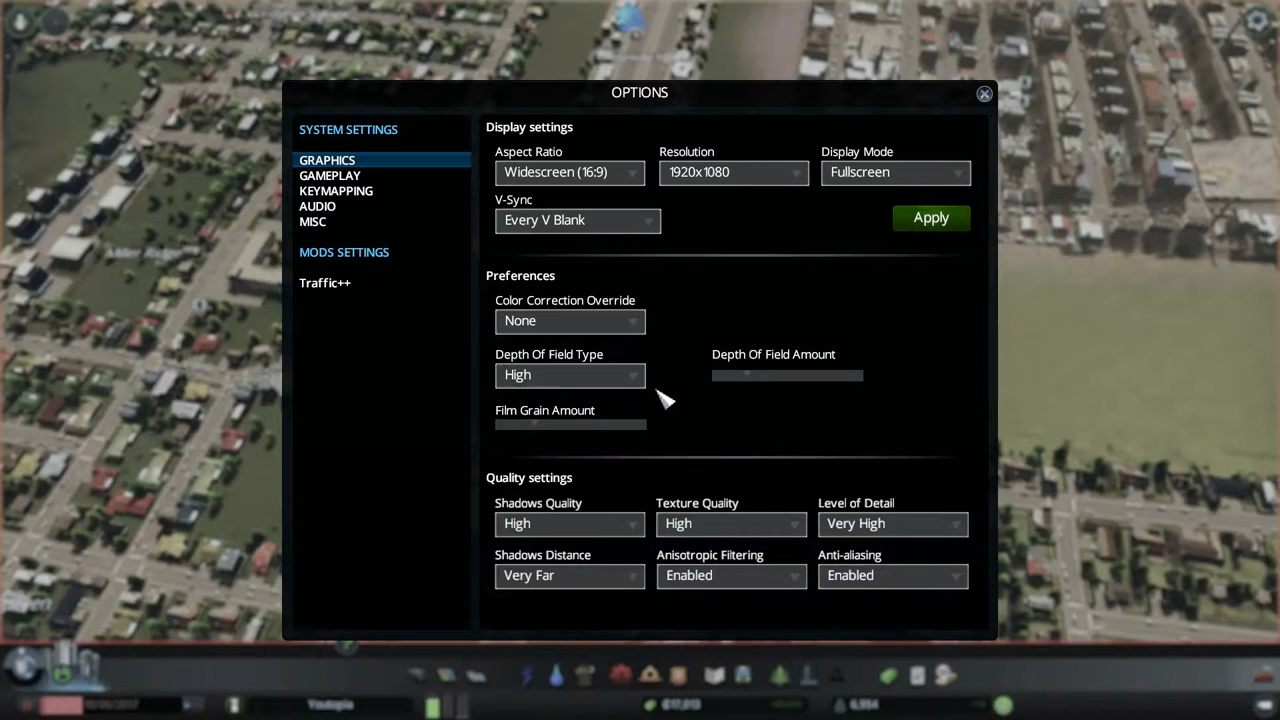 OPTIONS
SYSTEM SETTINGS
GRAPHICS
GAMEPLAY
KEYMAPPING
AUDIO
MISC
MODS SETTINGS
Traffic++
Display settings
Aspect Ratio Resolution Display Mode
Widescreen (16:9) 1920x1080 Fullscreen
V-Sync
Every V Blank Apply
Preferences
Color Correction Override
None
Depth Of Field Type Depth Of Field Amount
High
Film Grain Amount
Quality settings
Shadows Quality Texture Quality Level of Detail
High High Very High
Shadows Distance Anisotropic Filtering Anti-aliasing
Very Far Enabled Enabled